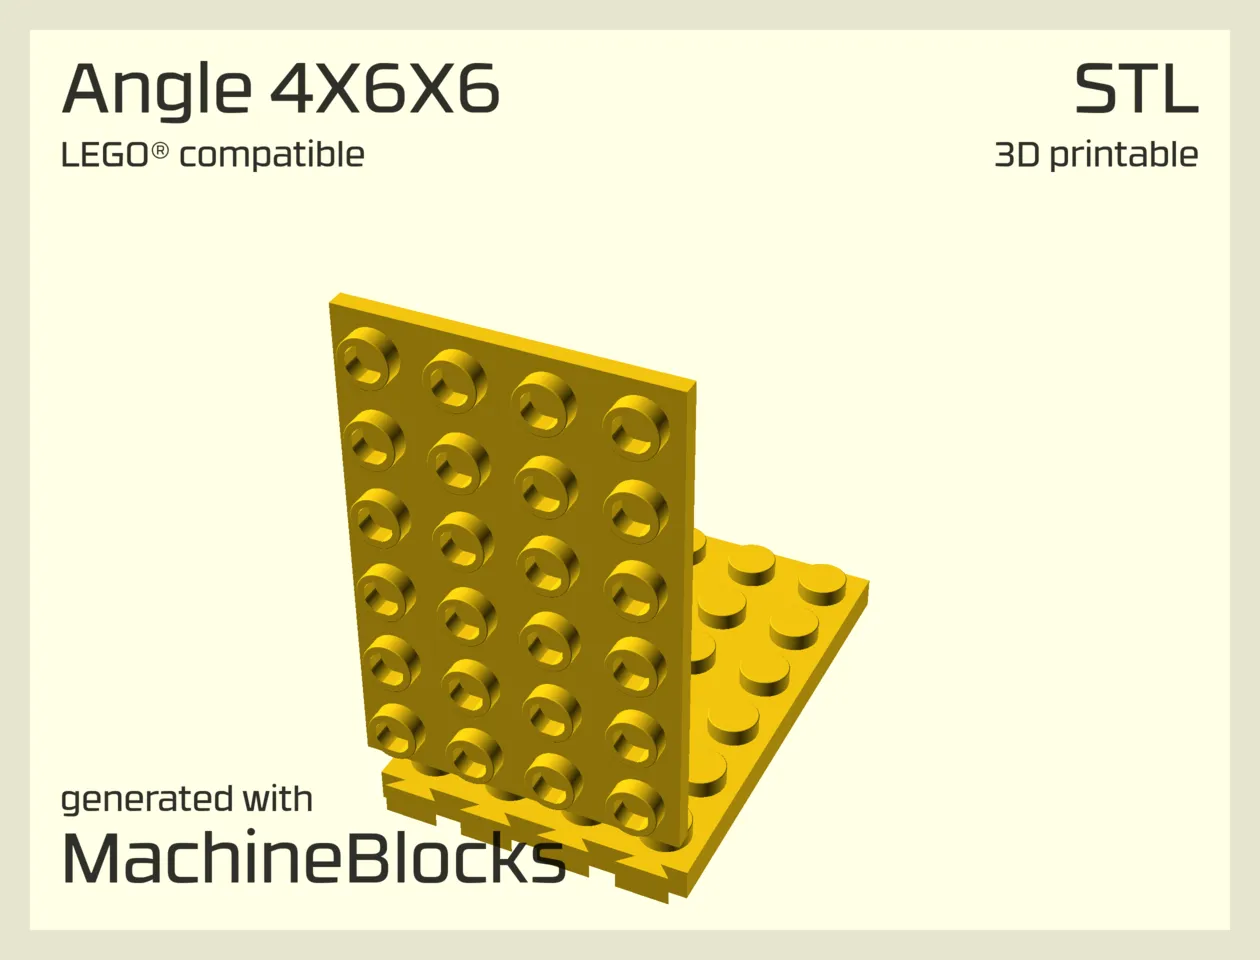 Angle 4X6X6
LEGO® compatible
STL
3D printable
generated with
MachineBlocks